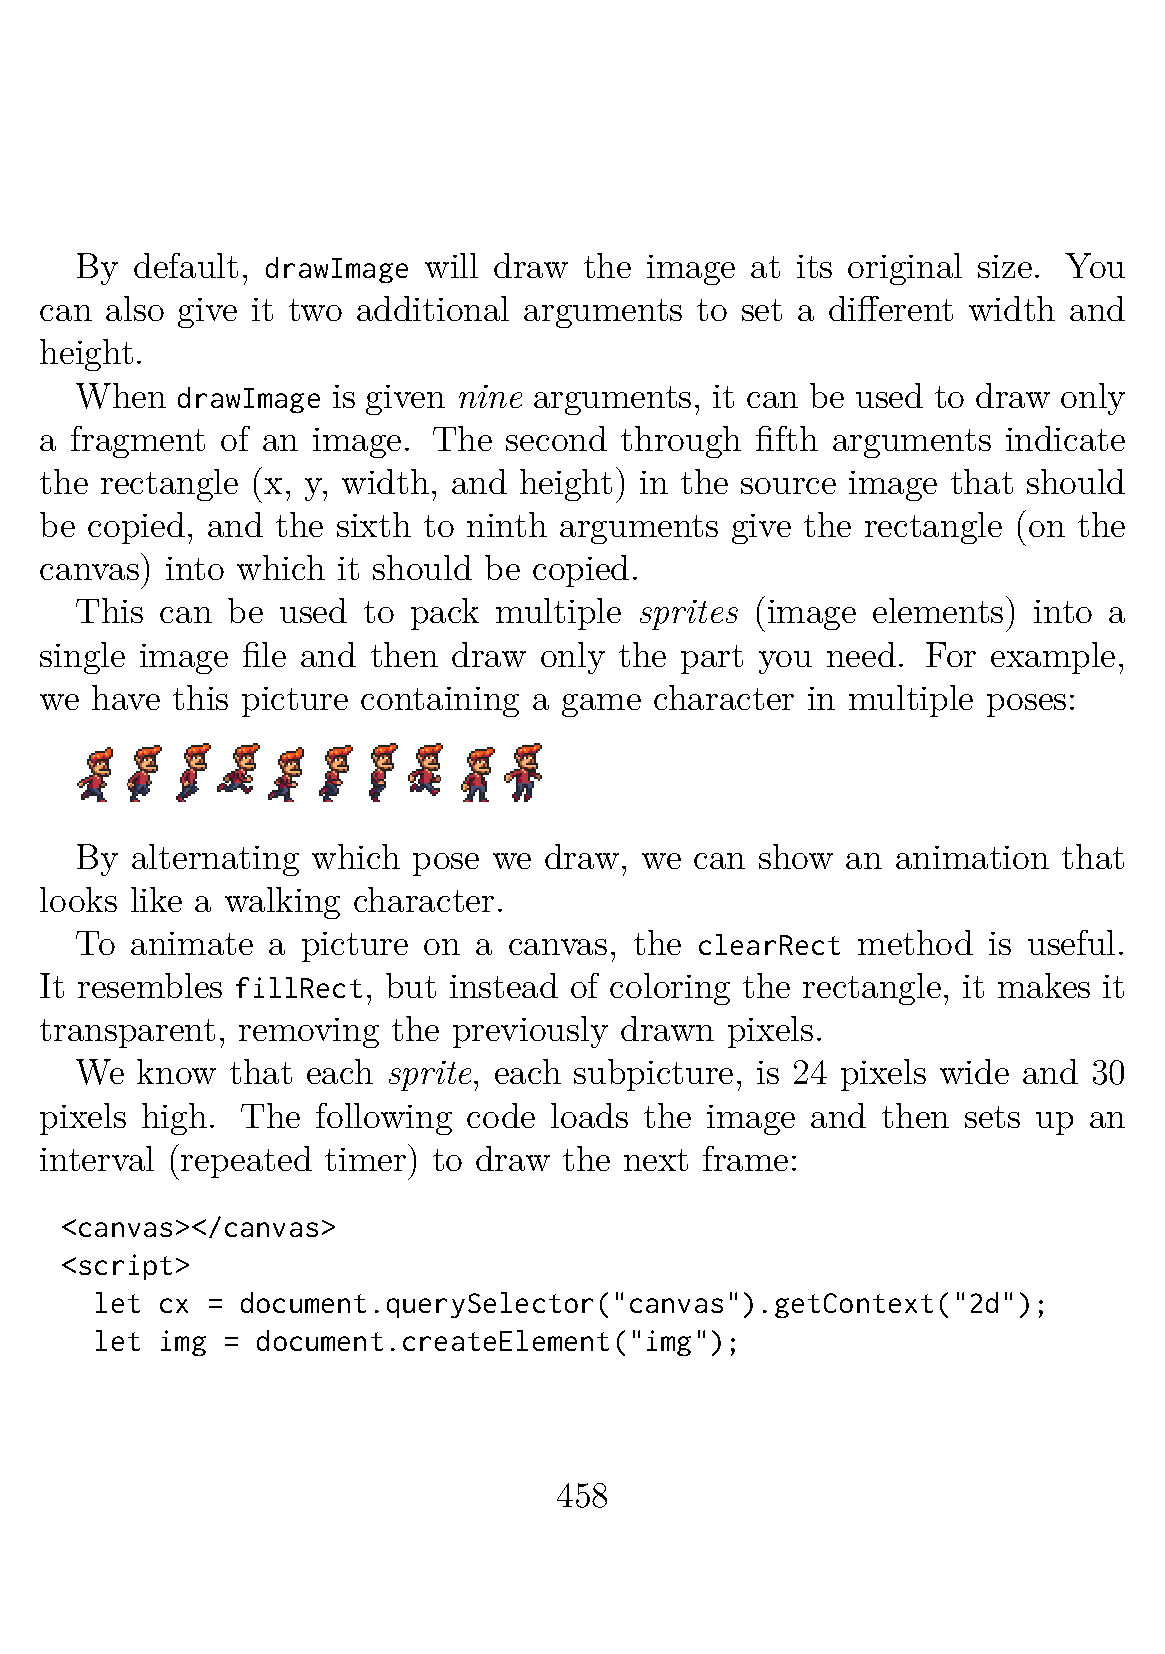 By default, drawImage will draw the image at its original size. You
can also give it two additional arguments to set a different width and
height.
When drawImage is given nine arguments, it can be used to draw only
a fragment of an image. The second through fifth arguments indicate
the rectangle (x, y, width, and height) in the source image that should
be copied, and the sixth to ninth arguments give the rectangle (on the
canvas) into which it should be copied.
This can be used to pack multiple sprites (image elements) into a
single image file and then draw only the part you need. For example,
we have this picture containing a game character in multiple poses:
By alternating which pose we draw, we can show an animation that
looks like a walking character.
To animate a picture on a canvas, the clearRect method is useful.
It resembles fillRect, but instead of coloring the rectangle, it makes it
transparent, removing the previously drawn pixels.
We know that each sprite, each subpicture, is 24 pixels wide and 30
pixels high. The following code loads the image and then sets up an
interval (repeated timer) to draw the next frame:
<canvas></canvas>
<script>
let cx = document.querySelector("canvas").getContext("2d");
let img = document.createElement("img");
458